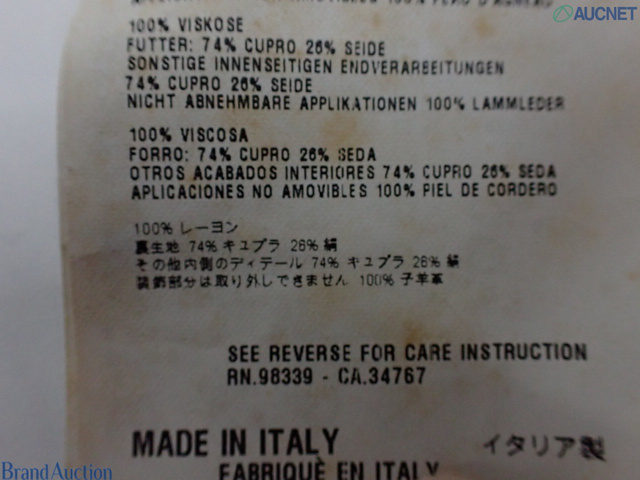 AUCNET
100% VISKOSE
FUTTER: 74% CUPRO 26% SEIDE
SONSTIGE INNENSEITIGEN ENDVERARBEITUNGEN
74% CUPRO 26% SEIDE
NICHT ABNEHMBARE APPLIKATIONEN 100% LAMMLEDER
100% VISCOSA
FORRO: 74% CUPRO 26% SEDA
OTROS ACABADOS INTERIORES 74% CUPRO 26% SEDA
APLICACIONES NO AMOVIBLES 100% PIEL DE CORDERO
100% レーヨン
裏生地 74% キュプラ 26% 絹
その他内側のディテール 74% キュプラ 26% 絹
装飾部分は取り外しできません 100% 子羊革
SEE REVERSE FOR CARE INSTRUCTION
RN.98339 - CA.34767
MADE IN ITALY イタリア製
FABRIQUÈ EN ITALY
BrandAuction